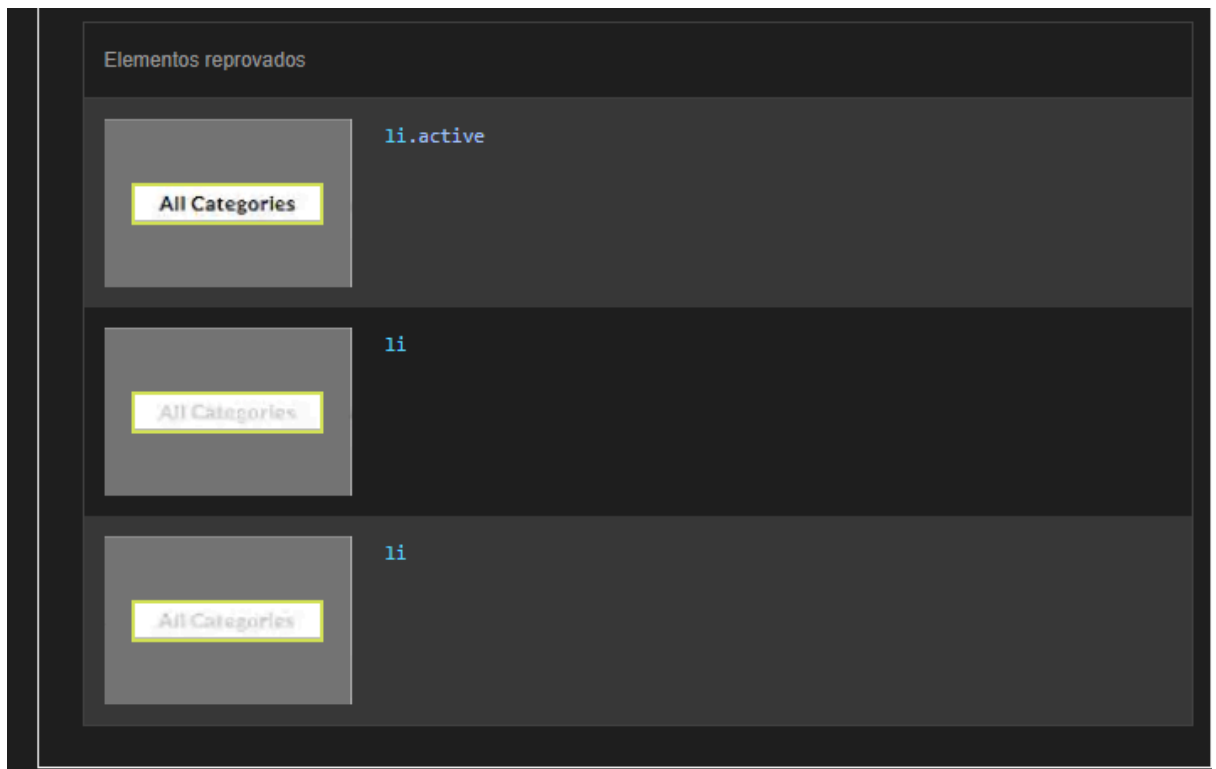 Elementos reprovados
li.active
All Categories
li
All Categories
li
All Categories